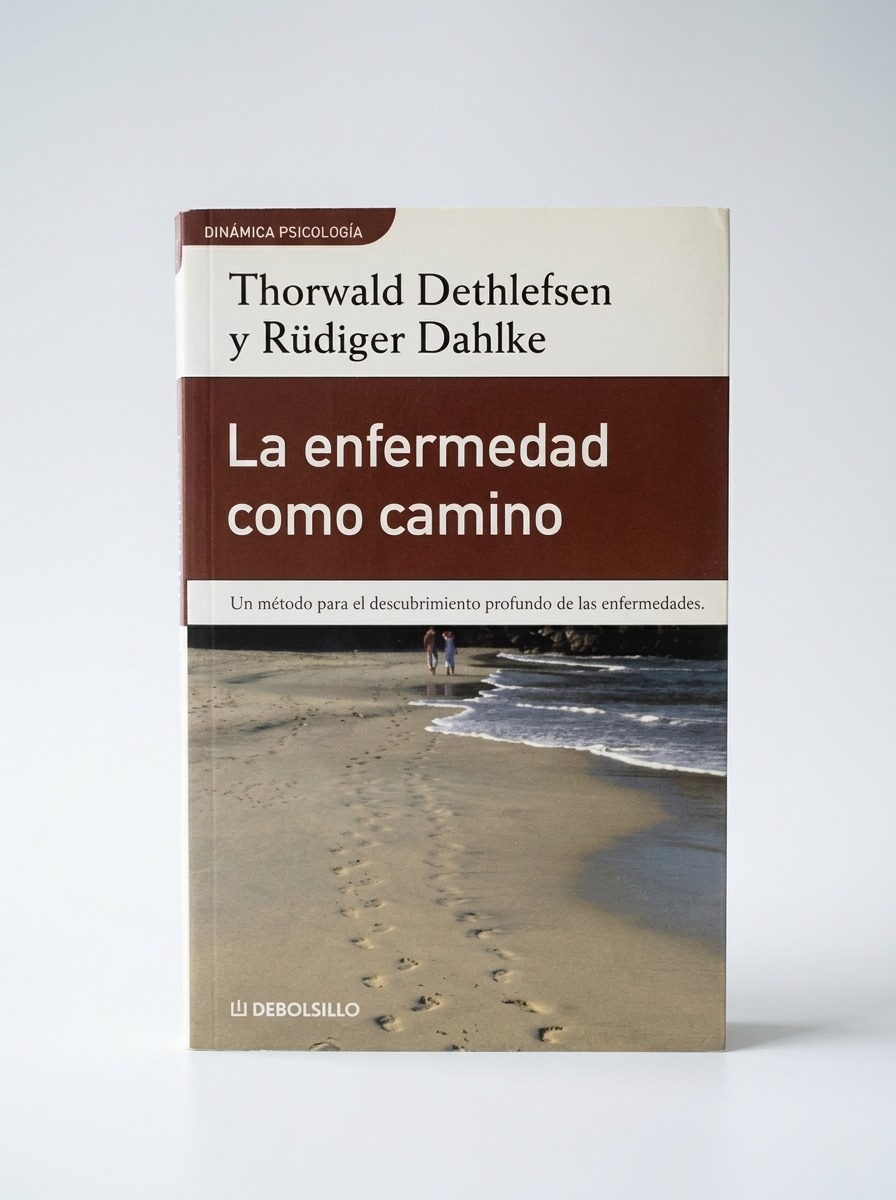 DINÁMICA PSICOLOGÍA
Thorwald Dethlefsen
y Rüdiger Dahlke
La enfermedad
como camino
Un método para el descubrimiento profundo de las enfermedades.
DEBOLSILLO